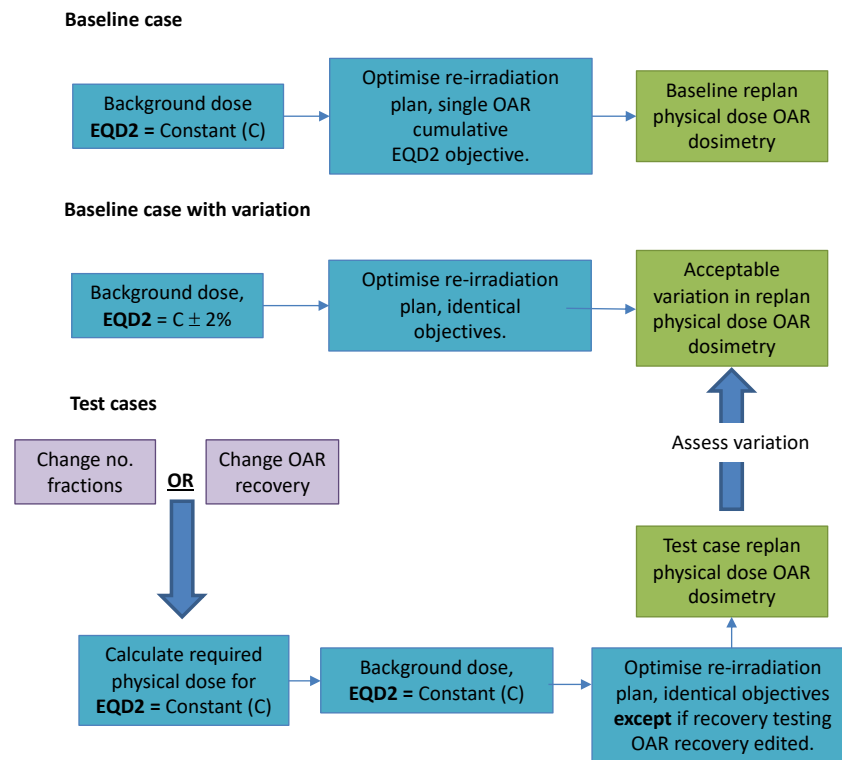 Baseline case
Background dose
EQD2 = Constant (C)
Optimise re-irradiation
plan, single OAR
cumulative
EQD2 objective.
Baseline replan
physical dose OAR
dosimetry
Baseline case with variation
Background dose,
EQD2 = C ± 2%
Optimise re-irradiation
plan, identical
objectives.
Acceptable
variation in replan
physical dose OAR
dosimetry
Test cases
Change no.
fractions
OR
Change OAR
recovery
Assess variation
Test case replan
physical dose OAR
dosimetry
Calculate required
physical dose for
EQD2 = Constant (C)
Background dose,
EQD2 = Constant (C)
Optimise re-irradiation
plan, identical objectives
except if recovery testing
OAR recovery edited.